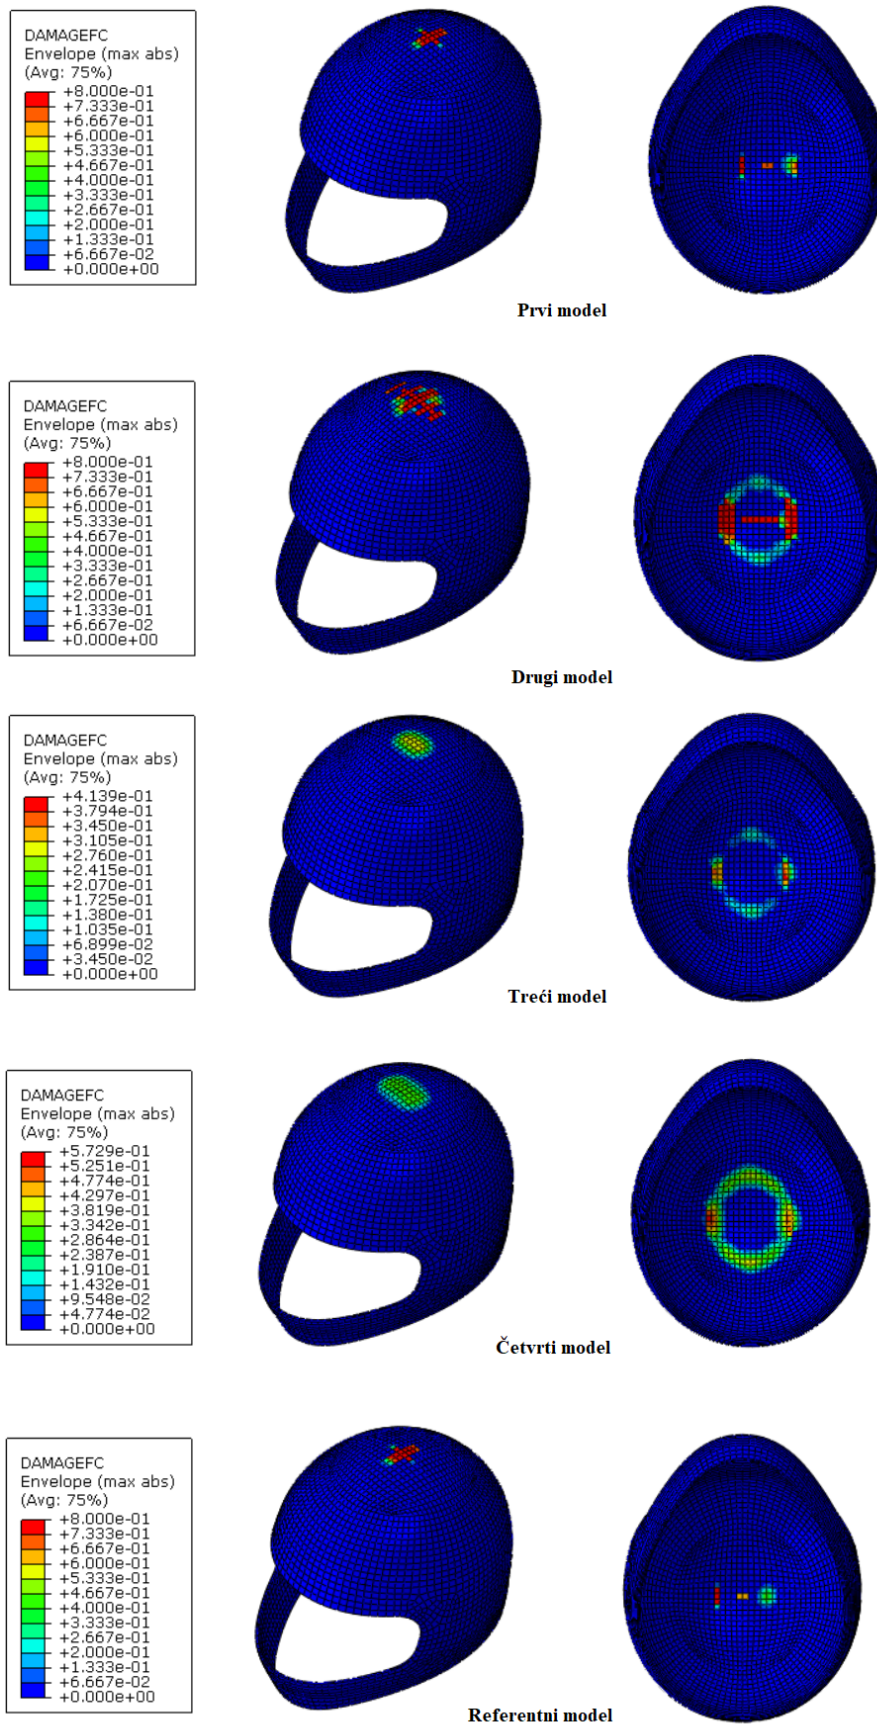 DAMAGEFC
Envelope (max abs)
(Avg: 75%)
+8.000e-01
+7.333e-01
+6.667e-01
+6.000e-01
+5.333e-01
+4.667e-01
+4.000e-01
+3.333e-01
+2.667e-01
+2.000e-01
+1.333e-01
+6.667e-02
+0.000e+00
Prvi model
DAMAGEFC
Envelope (max abs)
(Avg: 75%)
+8.000e-01
+7.333e-01
+6.667e-01
+6.000e-01
+5.333e-01
+4.667e-01
+4.000e-01
+3.333e-01
+2.667e-01
+2.000e-01
+1.333e-01
+6.667e-02
+0.000e+00
Drugi model
DAMAGEFC
Envelope (max abs)
(Avg: 75%)
+4.139e-01
+3.794e-01
+3.450e-01
+3.105e-01
+2.760e-01
+2.415e-01
+2.070e-01
+1.725e-01
+1.380e-01
+1.035e-01
+6.899e-02
+3.450e-02
+0.000e+00
Treći model
DAMAGEFC
Envelope (max abs)
(Avg: 75%)
+5.729e-01
+5.251e-01
+4.774e-01
+4.297e-01
+3.819e-01
+3.342e-01
+2.864e-01
+2.387e-01
+1.910e-01
+1.432e-01
+9.548e-02
+4.774e-02
+0.000e+00
Četvrti model
DAMAGEFC
Envelope (max abs)
(Avg: 75%)
+8.000e-01
+7.333e-01
+6.667e-01
+6.000e-01
+5.333e-01
+4.667e-01
+4.000e-01
+3.333e-01
+2.667e-01
+2.000e-01
+1.333e-01
+6.667e-02
+0.000e+00
Referentni model